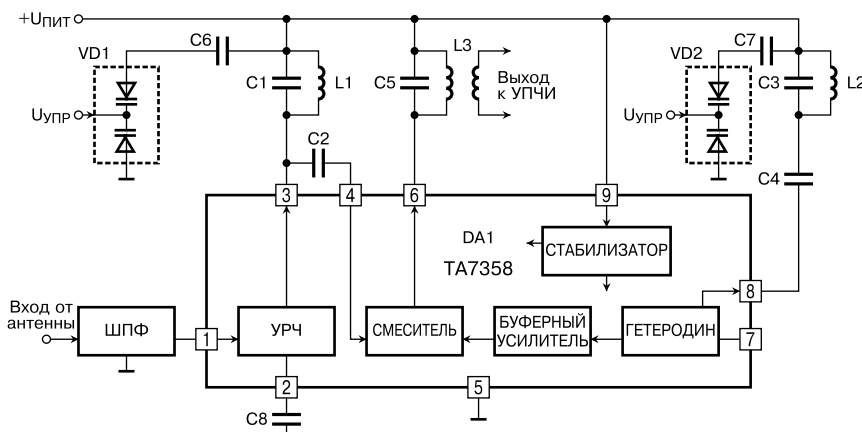 +UПИТ
C6
L3
C7
VD1
VD2
C1
L1
C5
Выход
к УПЧИ
C3
L2
UУПР
UУПР
C2
C4
3
4
6
9
DA1
TA7358
СТАБИЛИЗАТОР
Вход от
антенны
8
ШПФ
1
УРЧ
СМЕСИТЕЛЬ
БУФЕРНЫЙ
УСИЛИТЕЛЬ
ГЕТЕРОДИН
7
2
5
C8